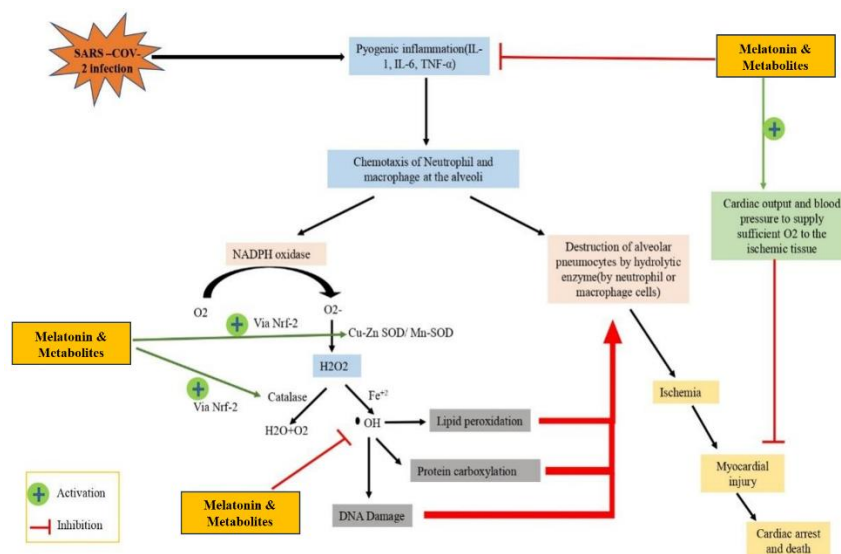 SARS –COV-
2 infection
Pyogenic inflammation(IL-
1, IL-6, TNF-α)
Melatonin &
Metabolites
Chemotaxis of Neutrophil and
macrophage at the alveoli
Cardiac output and blood
pressure to supply
sufficient O2 to the
ischemic tissue
NADPH oxidase
Destruction of alveolar
pneumocytes by hydrolytic
enzyme(by neutrophil or
macrophage cells)
O2
O2-
Melatonin &
Metabolites
Via Nrf-2
Cu-Zn SOD/ Mn-SOD
H2O2
Via Nrf-2
Catalase
Fe+2
H2O+O2
OH
Lipid peroxidation
Ischemia
Protein carboxylation
Myocardial
injury
Melatonin &
Metabolites
DNA Damage
Cardiac arrest
and death
Activation
Inhibition